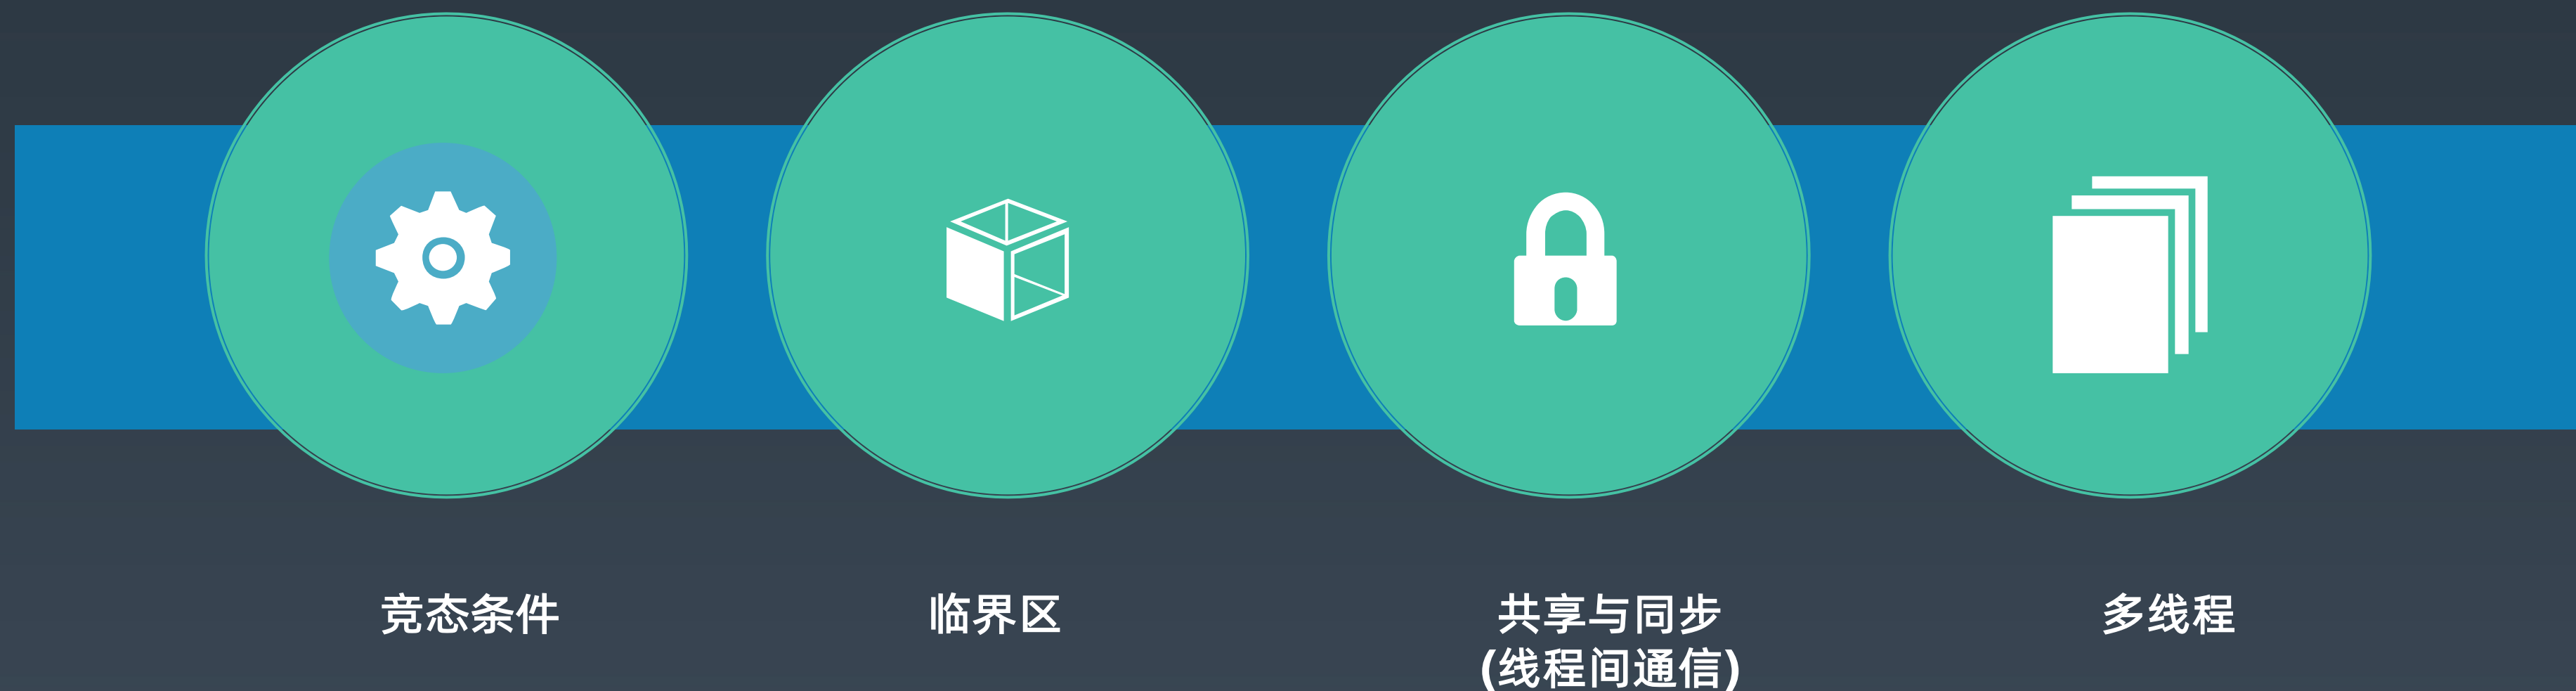 竞态条件
临界区
共享与同步
(线程间通信)
多线程